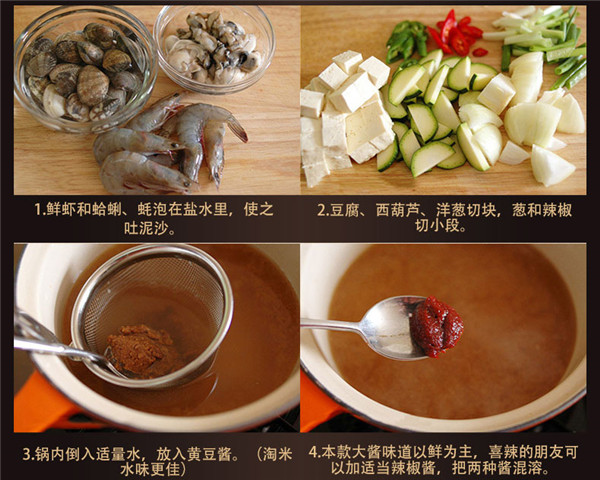 1.鲜虾和蛤蜊、蚝泡在盐水里，使之
吐泥沙。
2.豆腐、西葫芦、洋葱切块，葱和辣椒
切小段。
3.锅内倒入适量水，放入黄豆酱。（淘米
水味更佳）
4.本款大酱味道以鲜为主，喜辣的朋友可
以加适当辣椒酱，把两种酱混溶。